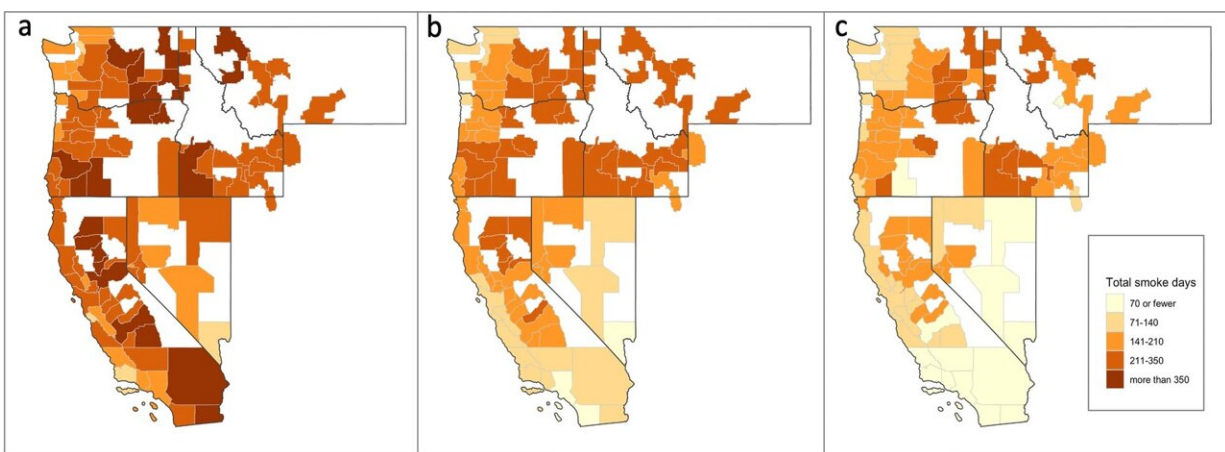 a
b
c
Total smoke days
70 or fewer
71-140
141-210
211-350
more than 350